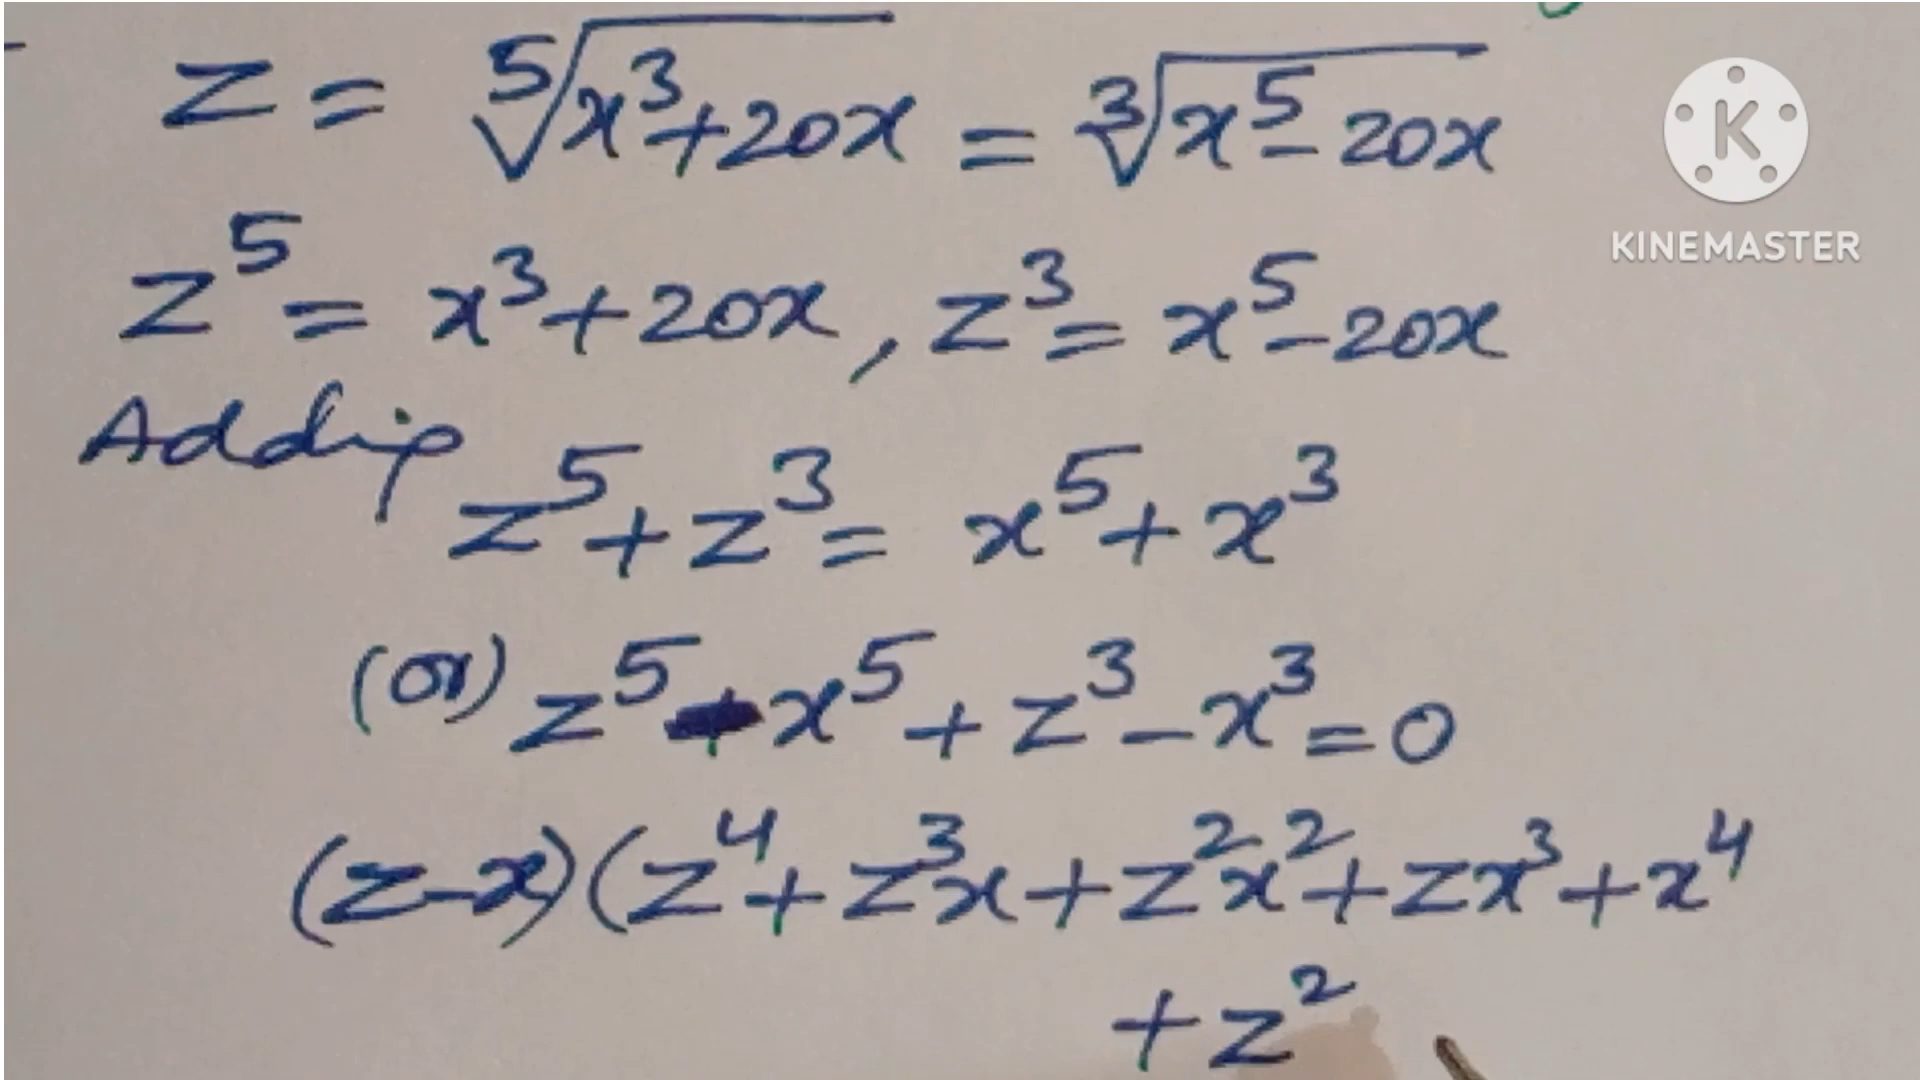 z = ⁵√(x³+20x) = ³√(x⁵-20x)
K
KINEMASTER
z⁵ = x³+20x, z³ = x⁵-20x
Adding
z⁵+z³ = x⁵+x³
(or) z⁵-x⁵+z³-x³=0
(z-x)(z⁴+z³x+z²x²+zx³+x⁴
+z²